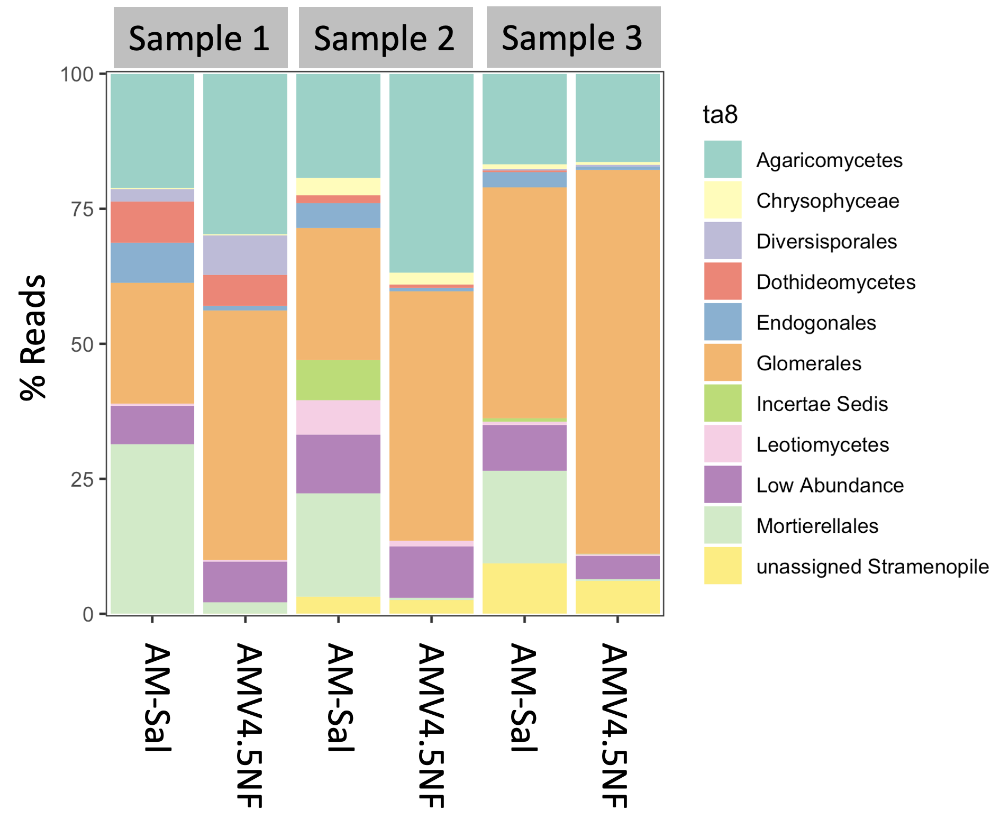 Sample 1
Sample 2
Sample 3
% Reads
100
75
50
25
0
AM-Sal
AMV4.5NF
AM-Sal
AMV4.5NF
AM-Sal
AMV4.5NF
ta8
Agaricomycetes
Chrysophyceae
Diversisporales
Dothideomycetes
Endogonales
Glomerales
Incertae Sedis
Leotiomycetes
Low Abundance
Mortierellales
unassigned Stramenopile